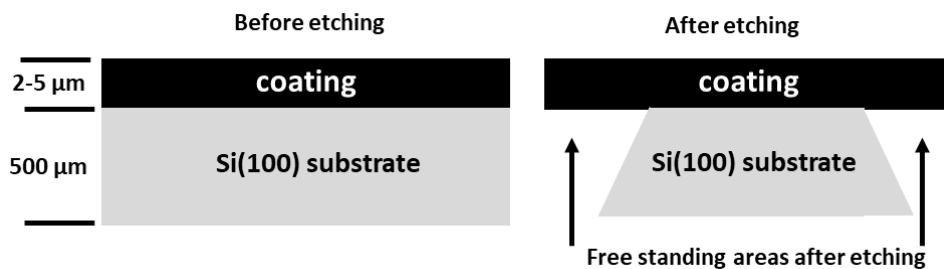 Before etching
After etching
2-5 µm
coating
coating
500 µm
Si(100) substrate
Si(100) substrate
Free standing areas after etching